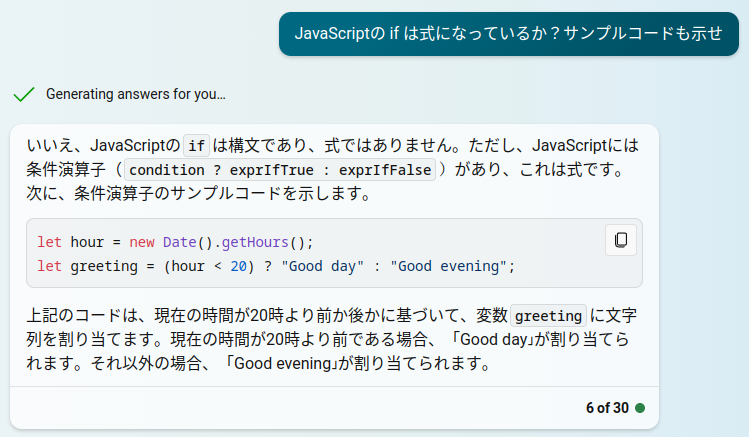 JavaScriptの if は式になっているか？サンプルコードも示せ
Generating answers for you…
いいえ、JavaScriptの if は構文であり、式ではありません。ただし、JavaScriptには
条件演算子（ condition ? exprIfTrue : exprIfFalse ）があり、これは式です。
次に、条件演算子のサンプルコードを示します。
let hour = new Date().getHours();
let greeting = (hour < 20) ? "Good day" : "Good evening";
上記のコードは、現在の時間が20時より前か後かに基づいて、変数 greeting に文字
列を割り当てます。現在の時間が20時より前である場合、「Good day」が割り当てら
れます。それ以外の場合、「Good evening」が割り当てられます。
6 of 30